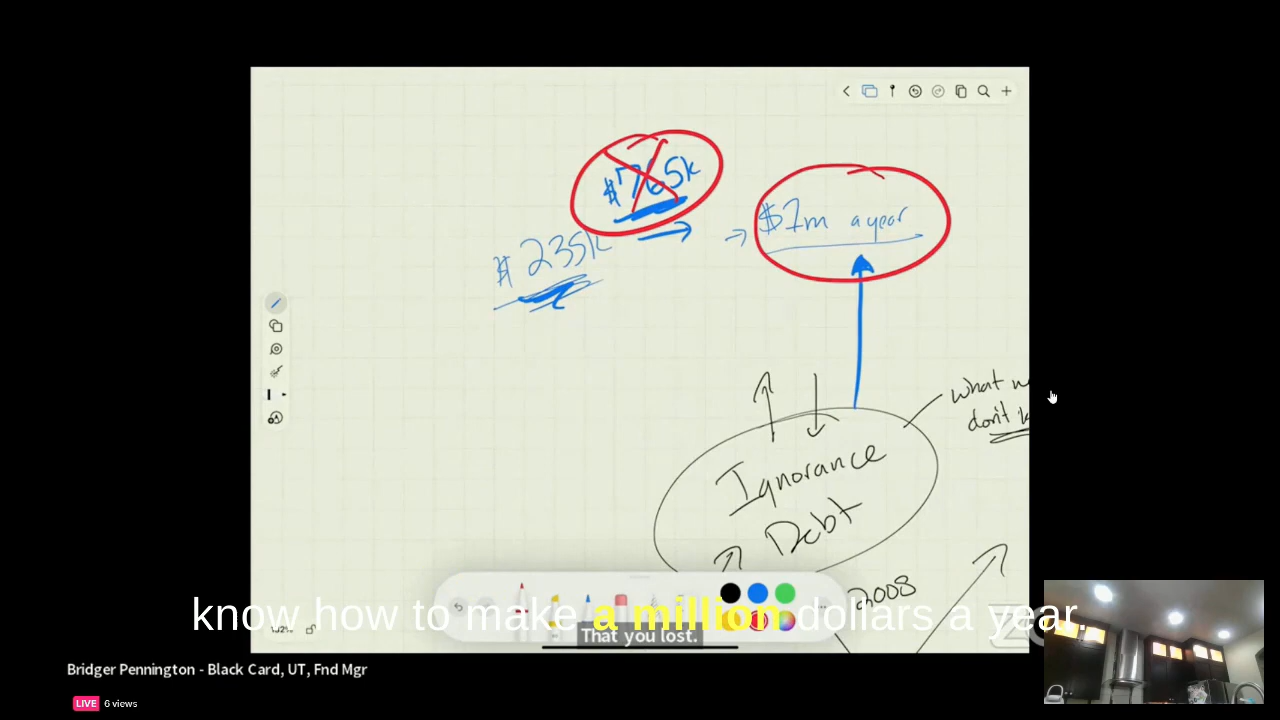 $765k
$1m a year
$235k
what w
don't k
Ignorance
Debt
2008
know how to make a million dollars a year.
That you lost.
Bridger Pennington - Black Card, UT, Fnd Mgr
LIVE 6 views